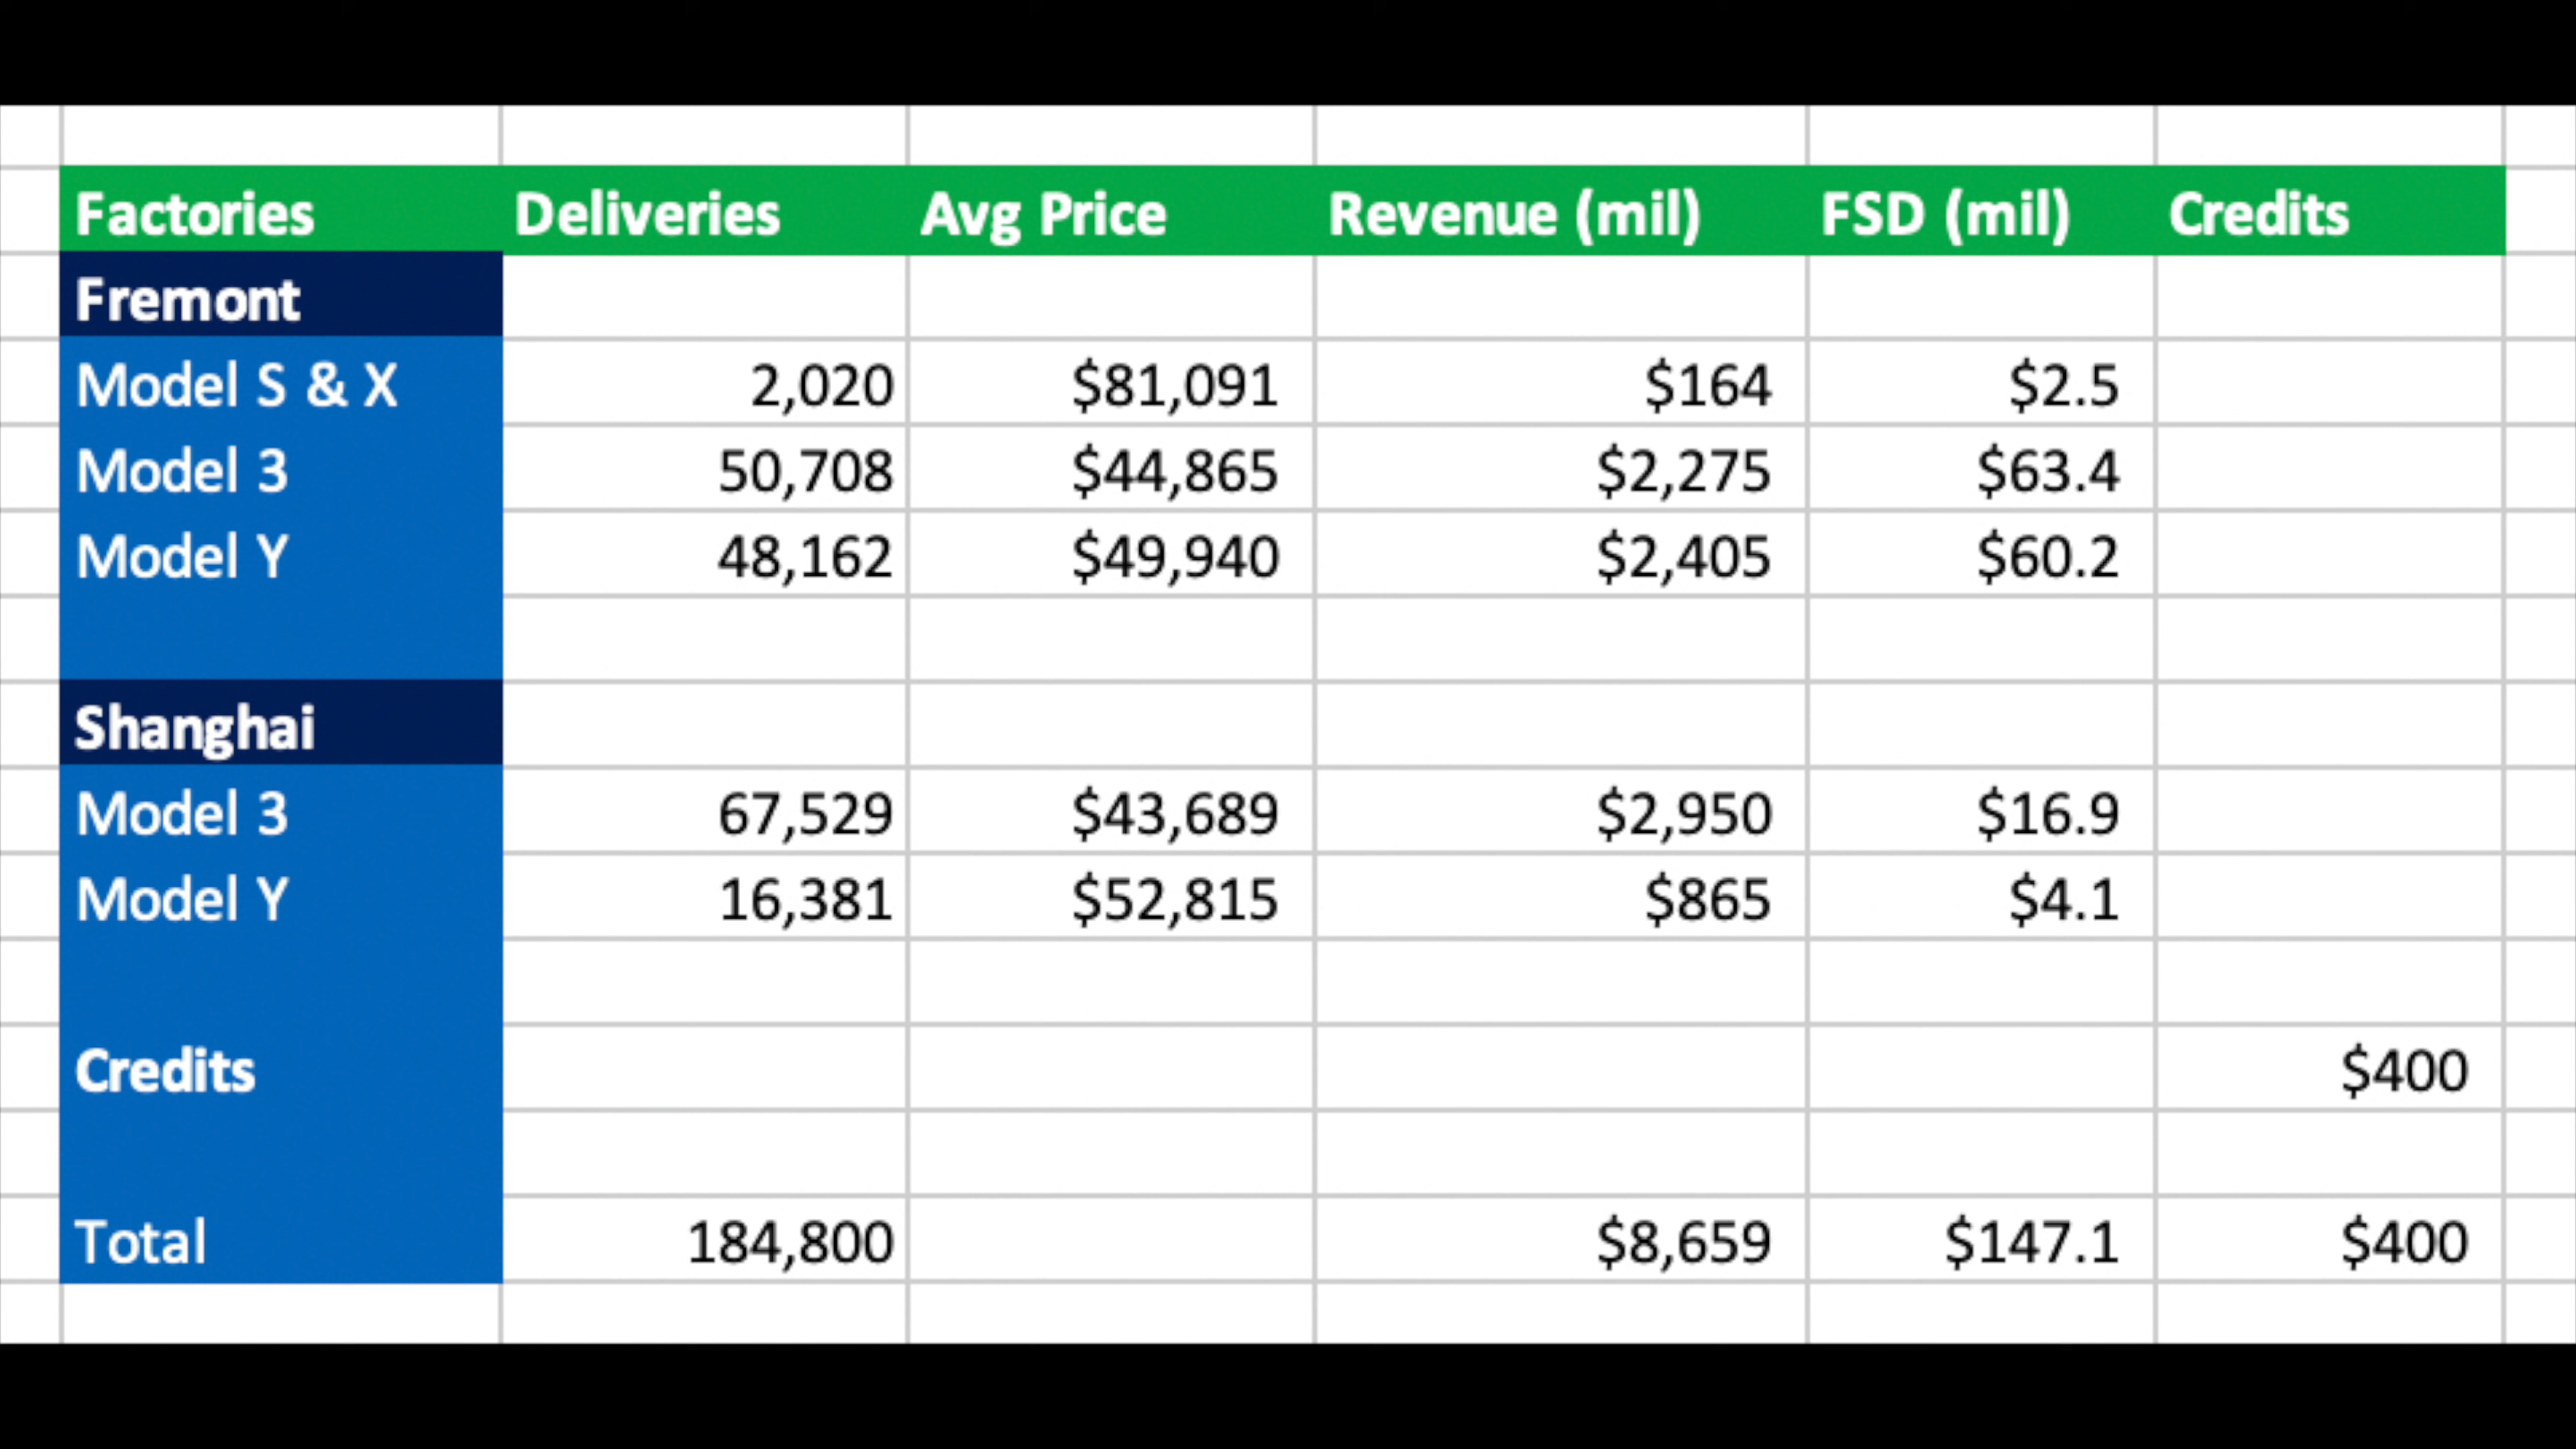 Factories Deliveries Avg Price Revenue (mil) FSD (mil) Credits
Fremont
Model S & X 2,020 $81,091 $164 $2.5
Model 3 50,708 $44,865 $2,275 $63.4
Model Y 48,162 $49,940 $2,405 $60.2
Shanghai
Model 3 67,529 $43,689 $2,950 $16.9
Model Y 16,381 $52,815 $865 $4.1
Credits $400
Total 184,800 $8,659 $147.1 $400